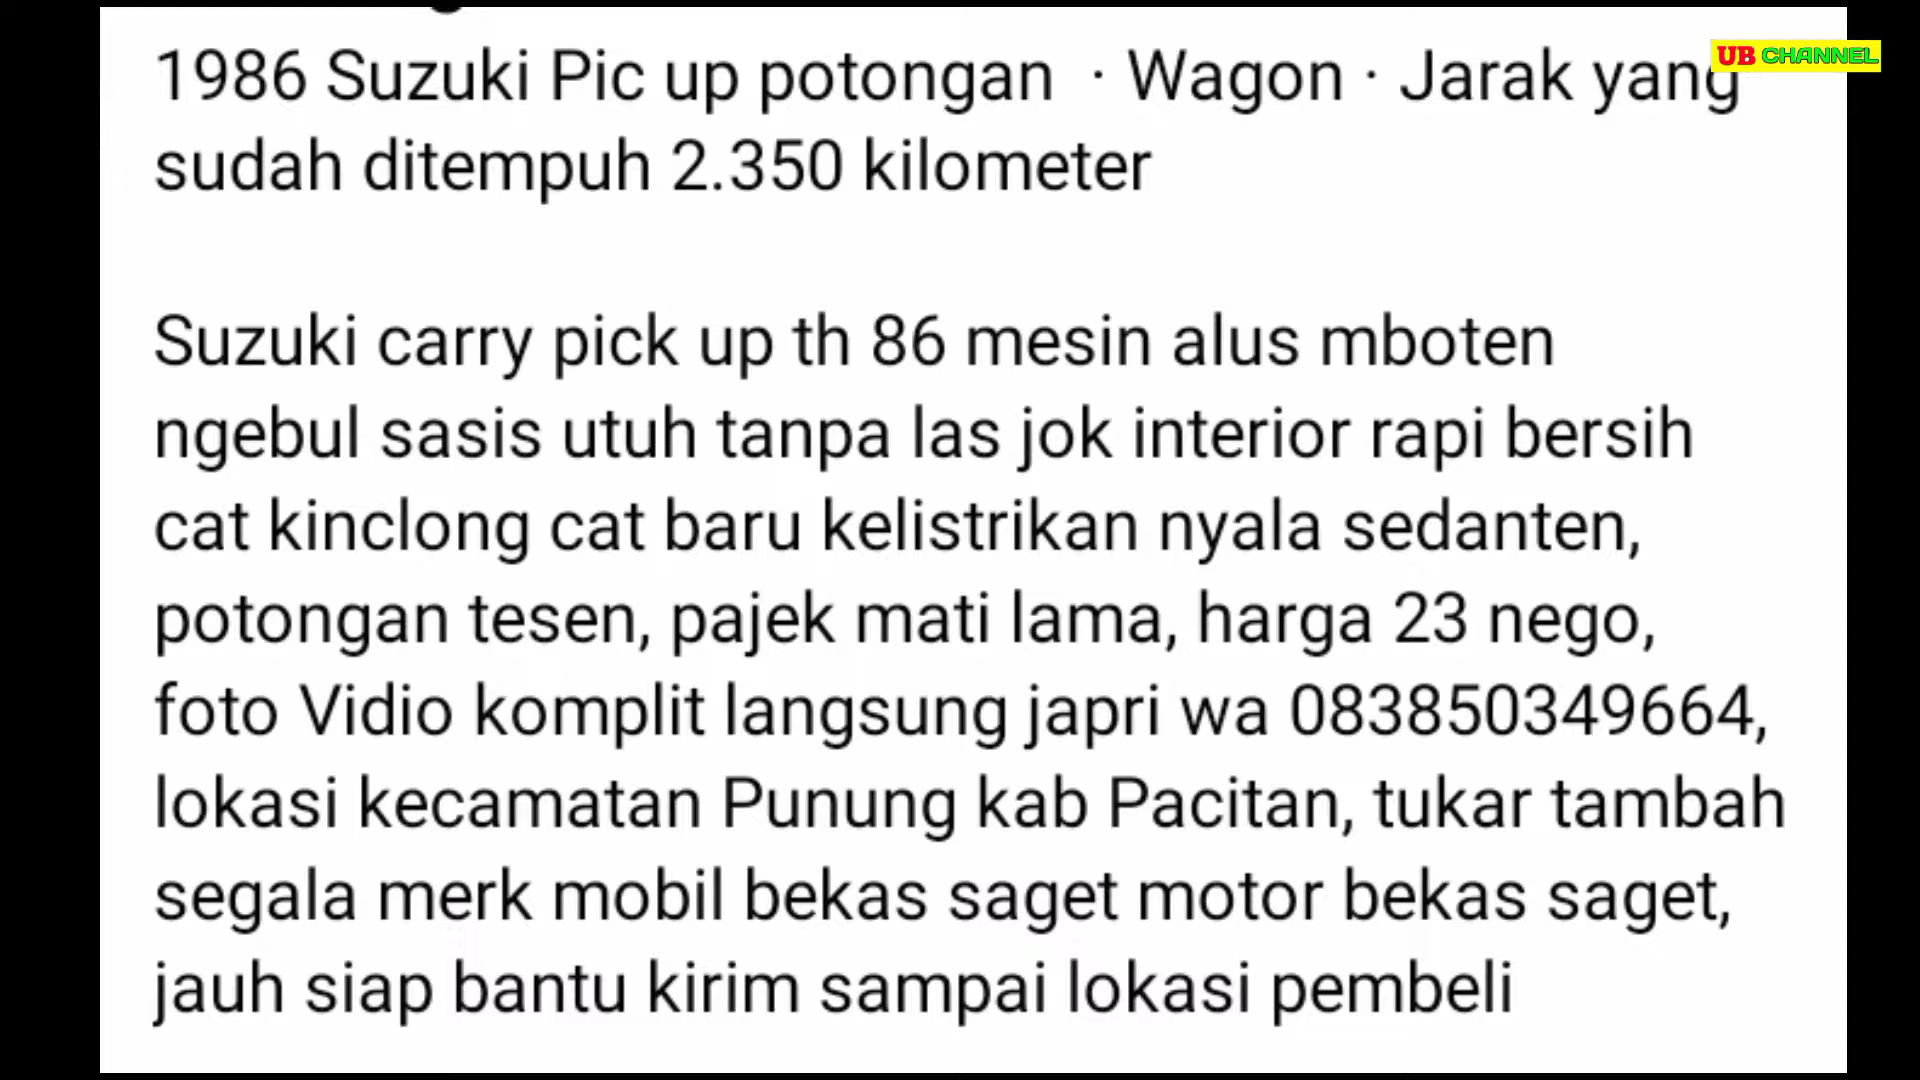 1986 Suzuki Pic up potongan · Wagon · Jarak yang
UB CHANNEL
sudah ditempuh 2.350 kilometer
Suzuki carry pick up th 86 mesin alus mboten
ngebul sasis utuh tanpa las jok interior rapi bersih
cat kinclong cat baru kelistrikan nyala sedanten,
potongan tesen, pajek mati lama, harga 23 nego,
foto Vidio komplit langsung japri wa 083850349664,
lokasi kecamatan Punung kab Pacitan, tukar tambah
segala merk mobil bekas saget motor bekas saget,
jauh siap bantu kirim sampai lokasi pembeli